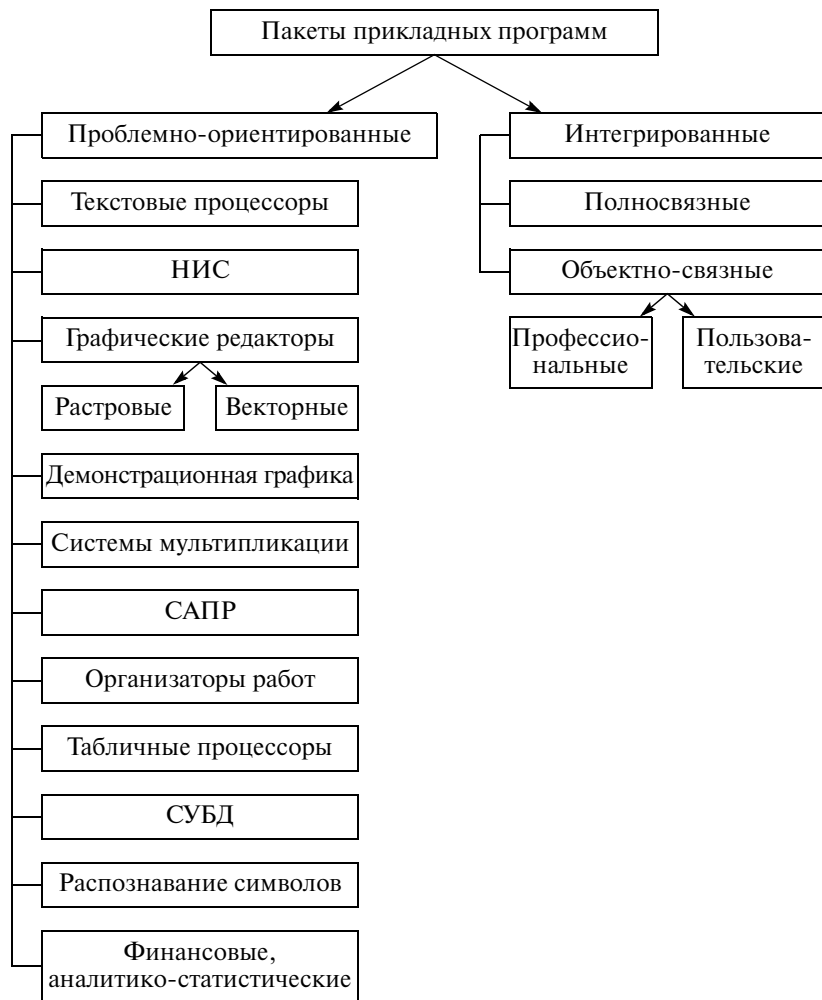 Пакеты прикладных программ
Проблемно-ориентированные
Текстовые процессоры
НИС
Графические редакторы
Растровые
Векторные
Демонстрационная графика
Системы мультипликации
САПР
Организаторы работ
Табличные процессоры
СУБД
Распознавание символов
Финансовые,
аналитико-статистические
Интегрированные
Полносвязные
Объектно-связные
Профессио-
нальные
Пользова-
тельские